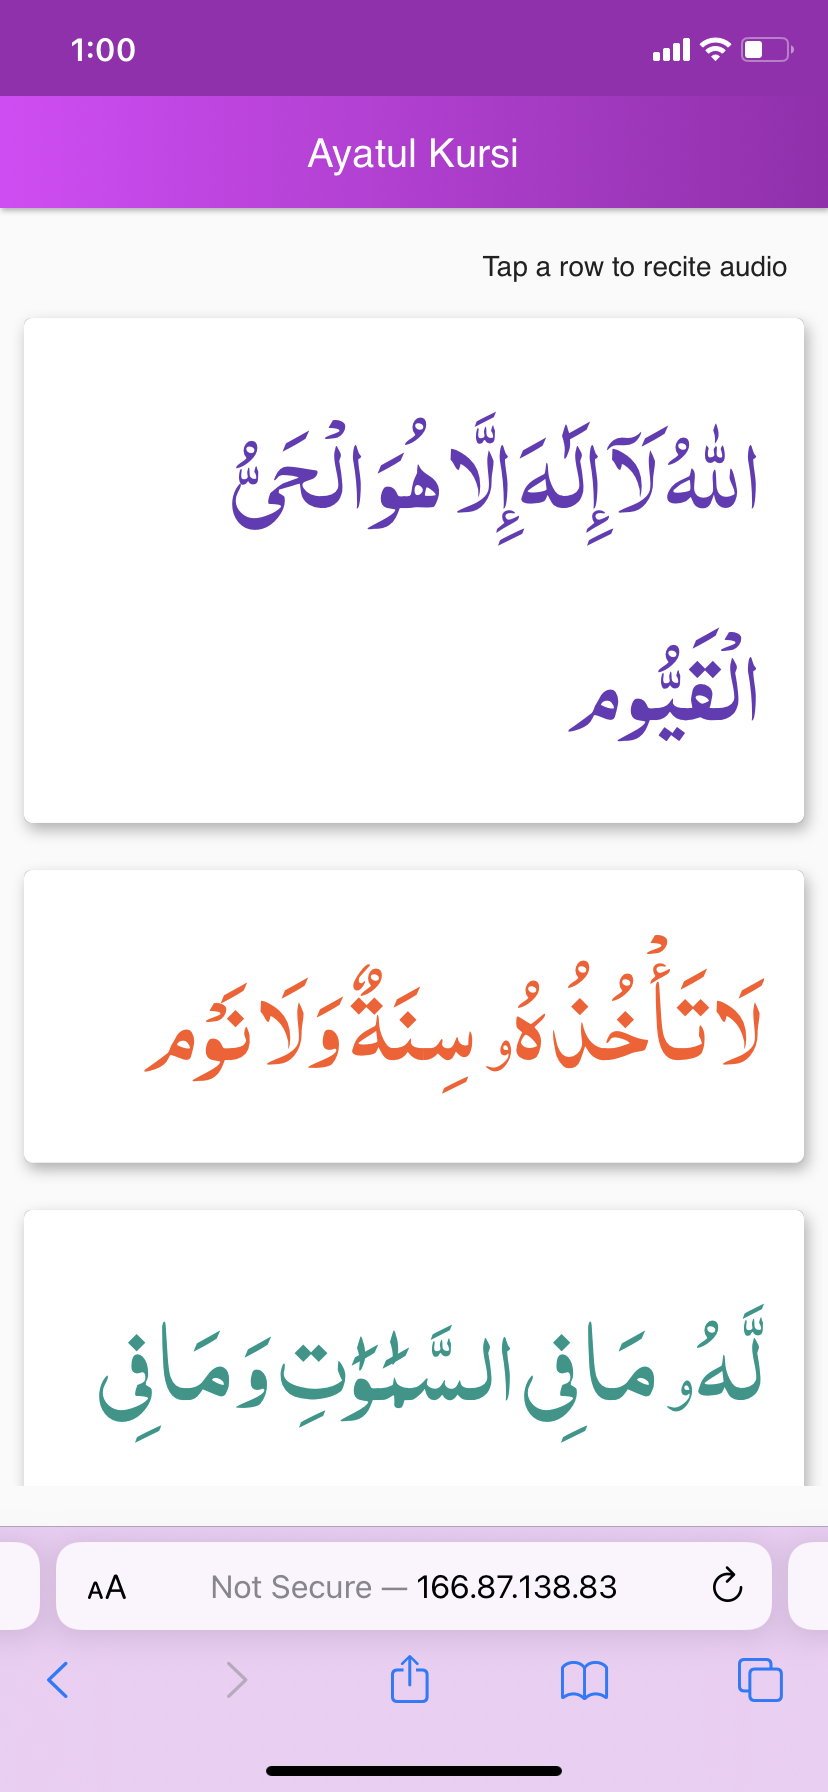 1:00
Ayatul Kursi
Tap a row to recite audio
اللّٰهُ لَآ إِلَٰهَ إِلَّا هُوَ الْحَىُّ
الْقَيُّوم
لَا تَأْخُذُهُۥ سِنَةٌ وَلَا نَوْم
لَّهُۥ مَا فِى السَّمَٰوَٰتِ وَمَا فِى
AA Not Secure — 166.87.138.83